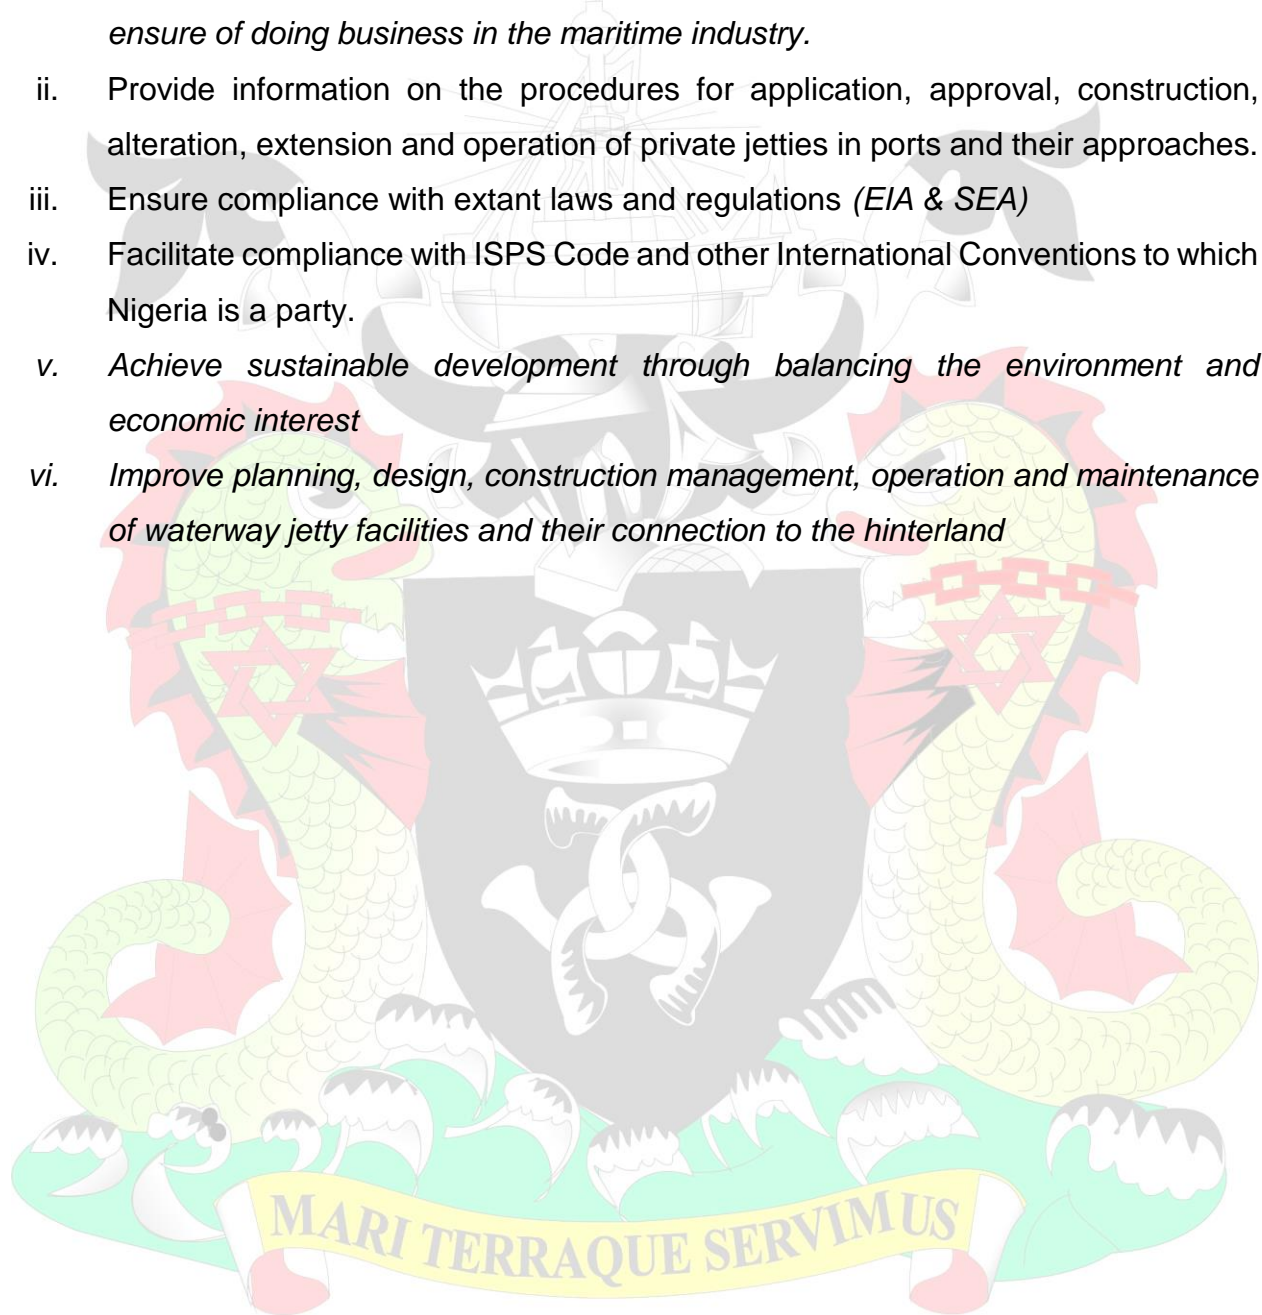 ensure of doing business in the maritime industry.
ii. Provide information on the procedures for application, approval, construction,
alteration, extension and operation of private jetties in ports and their approaches.
iii. Ensure compliance with extant laws and regulations (EIA & SEA)
iv. Facilitate compliance with ISPS Code and other International Conventions to which
Nigeria is a party.
v. Achieve sustainable development through balancing the environment and
economic interest
vi. Improve planning, design, construction management, operation and maintenance
of waterway jetty facilities and their connection to the hinterland
MARI TERRAQUE SERVIMUS